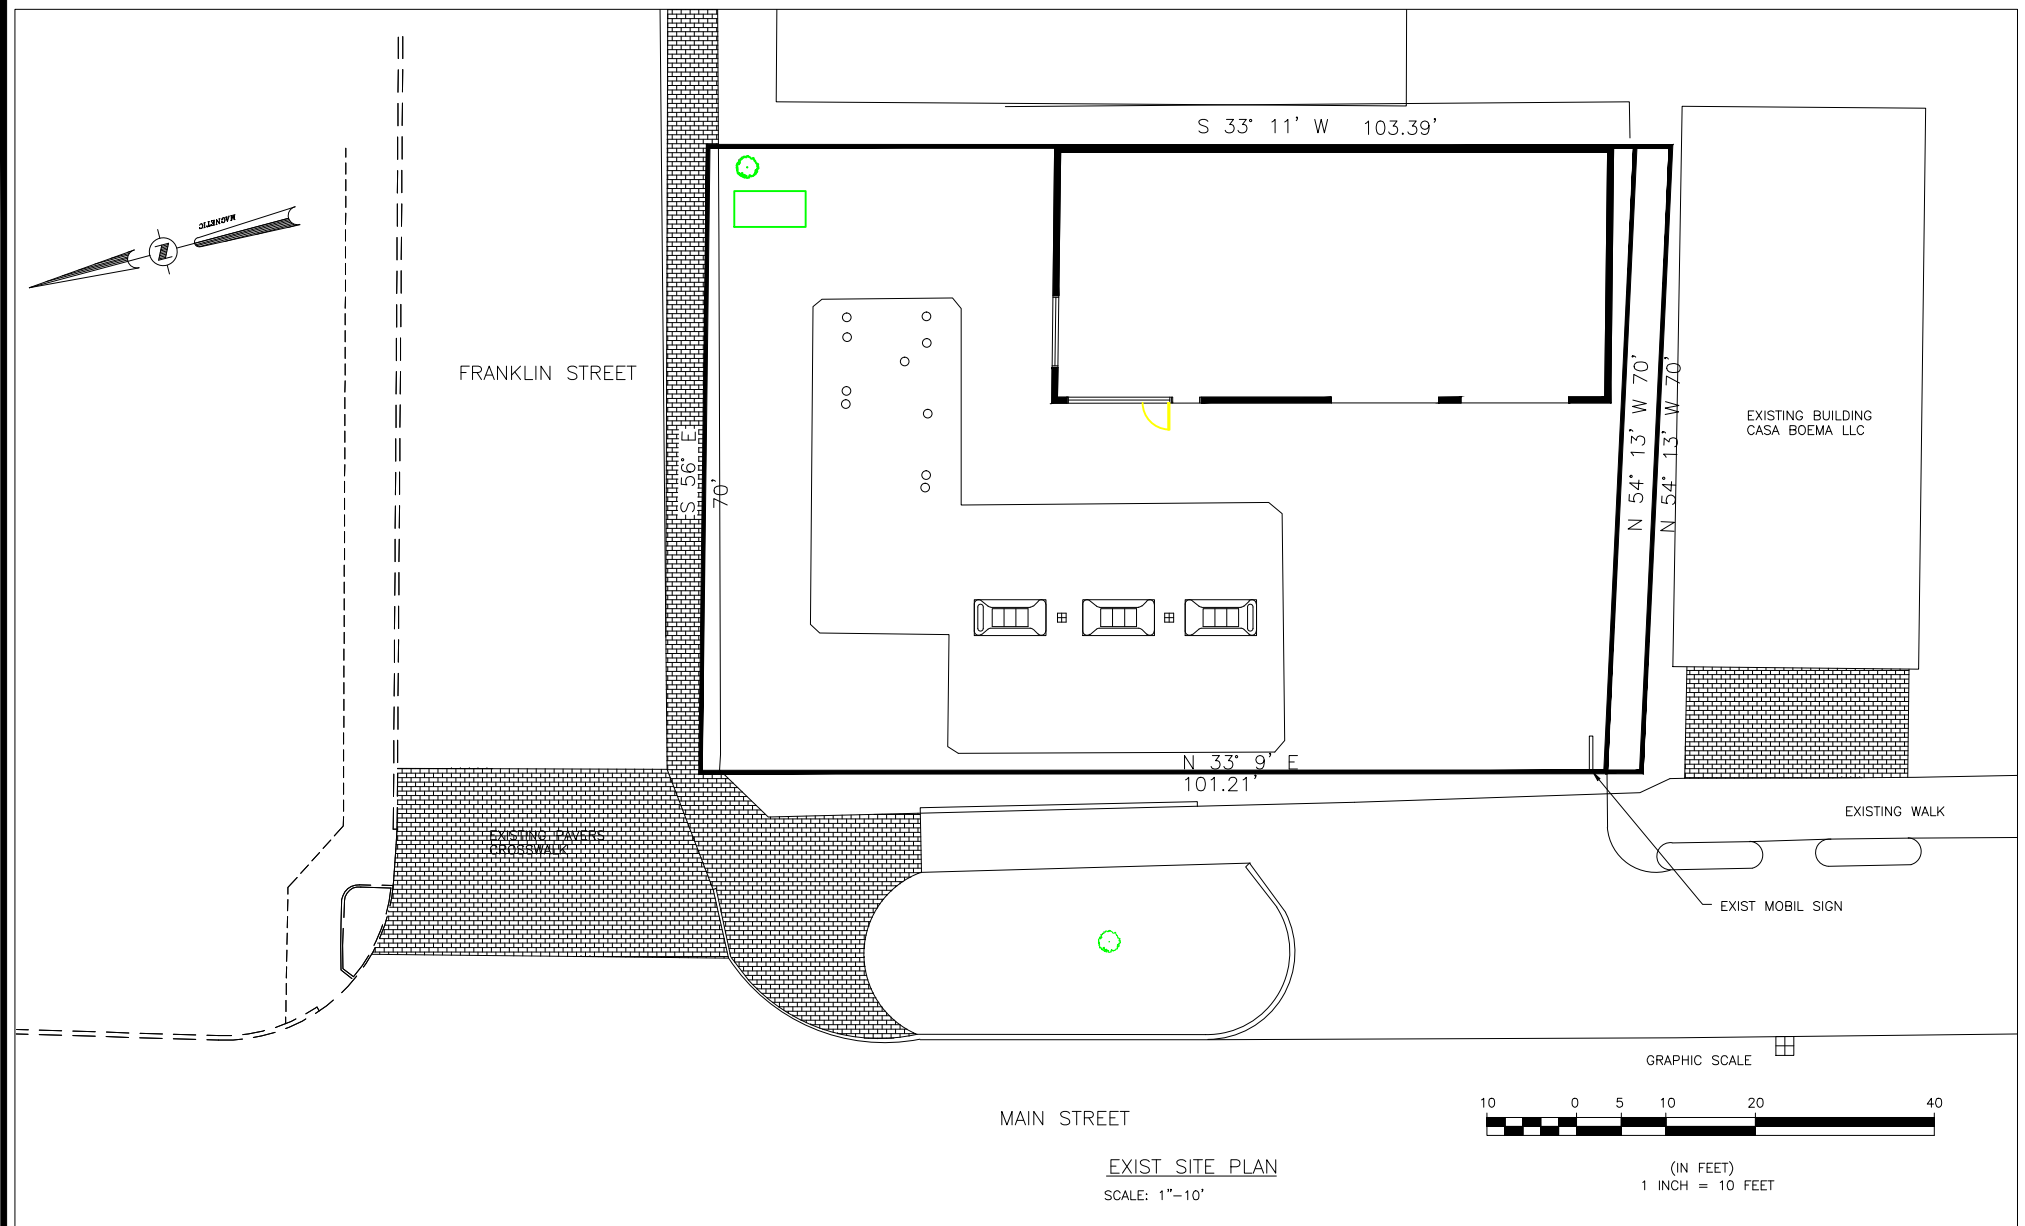 S 33° 11' W 103.39'
MAGNETIC
FRANKLIN STREET
S 56° E
70'
N 54° 13' W 70'
N 54° 13' W 70'
EXISTING BUILDING
CASA BOEMA LLC
N 33° 9' E
101.21'
EXISTING PAVERS
CROSSWALK
EXISTING WALK
EXIST MOBIL SIGN
GRAPHIC SCALE
10 0 5 10 20 40
(IN FEET)
1 INCH = 10 FEET
MAIN STREET
EXIST SITE PLAN
SCALE: 1"-10'